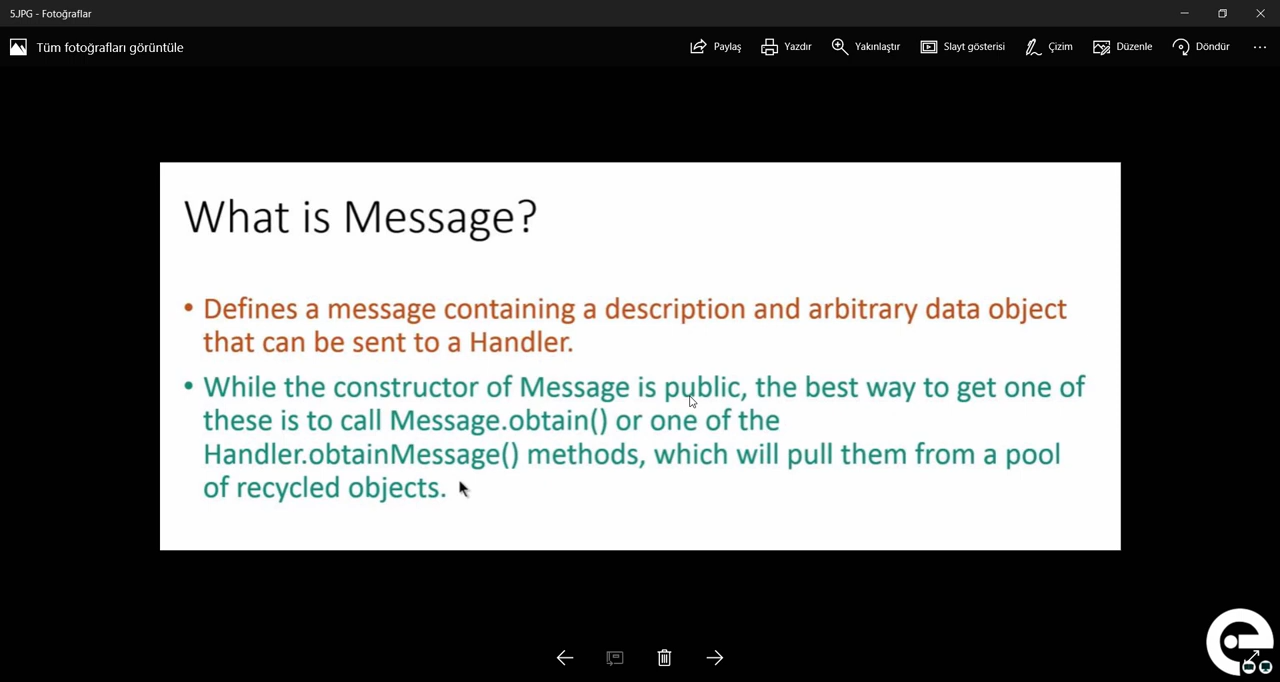 5.JPG - Fotoğraflar
Tüm fotoğrafları görüntüle
Paylaş
Yazdır
Yakınlaştır
Slayt gösterisi
Çizim
Düzenle
Döndür
What is Message?
• Defines a message containing a description and arbitrary data object
that can be sent to a Handler.
• While the constructor of Message is public, the best way to get one of
these is to call Message.obtain() or one of the
Handler.obtainMessage() methods, which will pull them from a pool
of recycled objects.